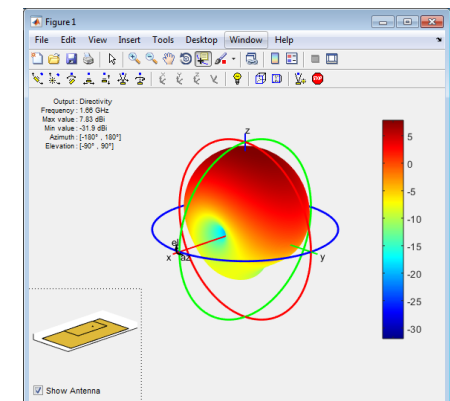 Figure 1
File Edit View Insert Tools Desktop Window Help
Output : Directivity
Frequency : 1.66 GHz
Max value : 7.83 dBi
Min value : -31.9 dBi
Azimuth : [-180° , 180°]
Elevation : [-90° , 90°]
z
el
x az
y
5
0
-5
-10
-15
-20
-25
-30
Show Antenna